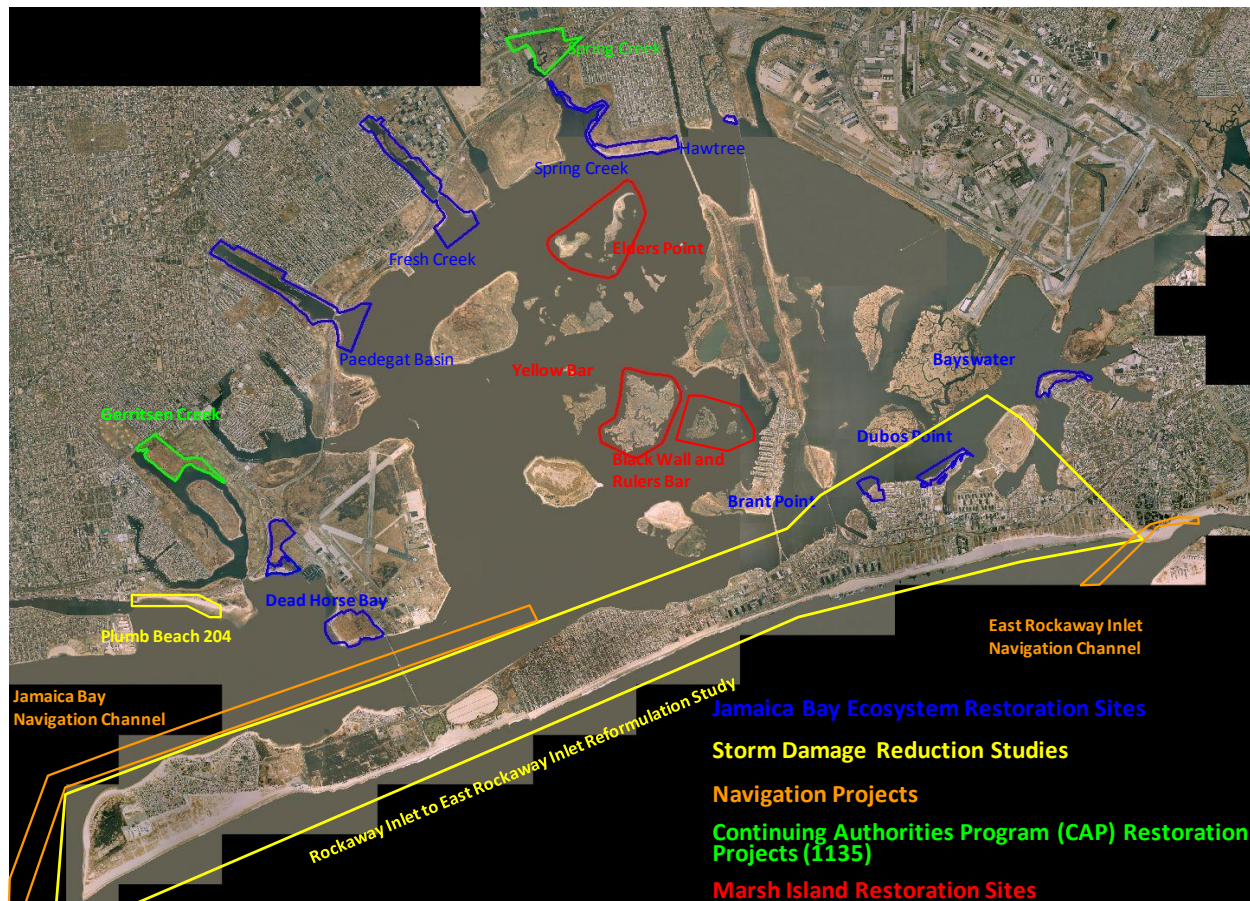 Spring Creek
Hawtree
Spring Creek
Elders Point
Fresh Creek
Paedegat Basin
Yellow Bar
Bayswater
Gerritsen Creek
Dubos Point
Black Wall and
Rulers Bar
Brant Point
Dead Horse Bay
Plumb Beach 204
East Rockaway Inlet
Navigation Channel
Jamaica Bay
Navigation Channel
Rockaway Inlet to East Rockaway Inlet Reformulation Study
Jamaica Bay Ecosystem Restoration Sites
Storm Damage Reduction Studies
Navigation Projects
Continuing Authorities Program (CAP) Restoration
Projects (1135)
Marsh Island Restoration Sites